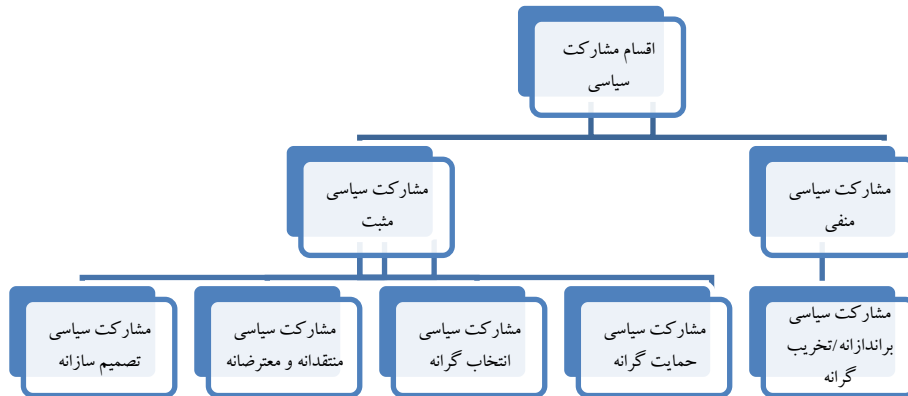 اقسام مشارکت
سیاسی
مشارکت سیاسی
منفی
مشارکت سیاسی
مثبت
مشارکت سیاسی
براندازانه/تخریب
گرانه
مشارکت سیاسی
حمایت گرانه
مشارکت سیاسی
انتخاب گرانه
مشارکت سیاسی
منتقدانه و معترضانه
مشارکت سیاسی
تصمیم سازانه